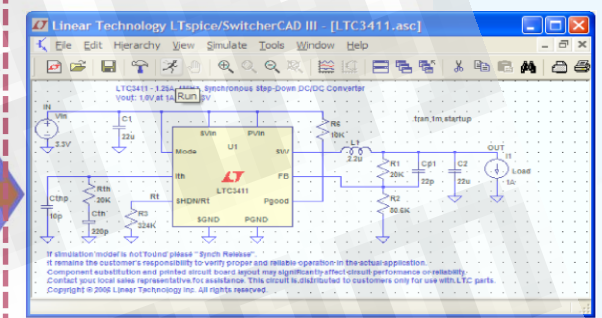 Linear Technology LTspice/SwitcherCAD III - [LTC3411.asc]
File Edit Hierarchy View Simulate Tools Window Help
LTC3411 - 1.25A, Synchronous Step-Down DC/DC Converter
Vout: 1.0V at 1A
Run
IN
Vin
3.3V
C1
22u
SVin PVin
U1
Mode SW
Ith FB
LTC3411
SHDN/Rt Pgood
SGND PGND
R6
10K
.tran 1m startup
L1
2.2u
OUT
I1
Load
1A
R1
20K
Cp1
22p
C2
22u
R2
80.6K
Cthp
10p
Rth
20K
Cth
220p
Rt
R3
324K
If simulation model is not found please "Synch Release"
It remains the customer's responsibility to verify proper and reliable operation in the actual application.
Component substitution and printed circuit board layout may significantly affect circuit performance or reliability.
Contact your local sales representative for assistance. This circuit is distributed to customers only for use with LTC parts.
Copyright © 2006 Linear Technology Inc. All rights reserved.